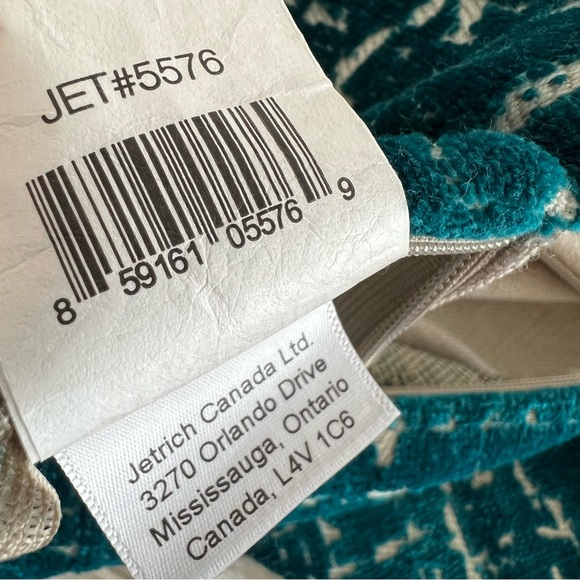 JET#5576
8 59161 05576 9
Jetrich Canada Ltd.
3270 Orlando Drive
Mississauga, Ontario
Canada, L4V 1C6